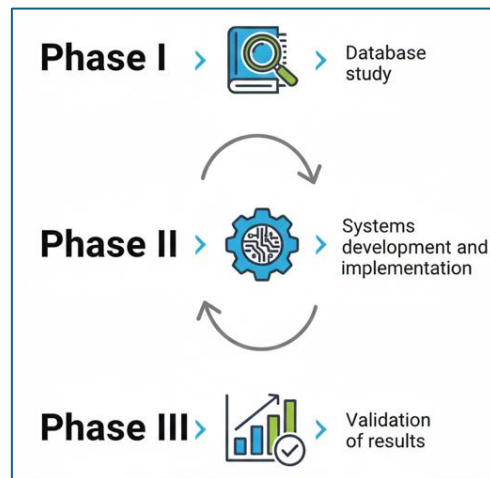 Phase I
Database
study
Phase II
Systems
development and
implementation
Phase III
Validation
of results